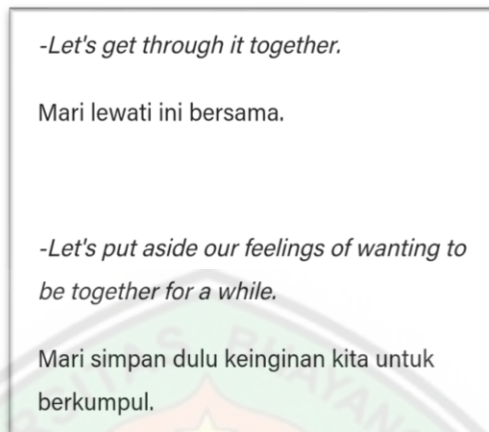 -Let's get through it together.
Mari lewati ini bersama.
-Let's put aside our feelings of wanting to
be together for a while.
Mari simpan dulu keinginan kita untuk
berkumpul.